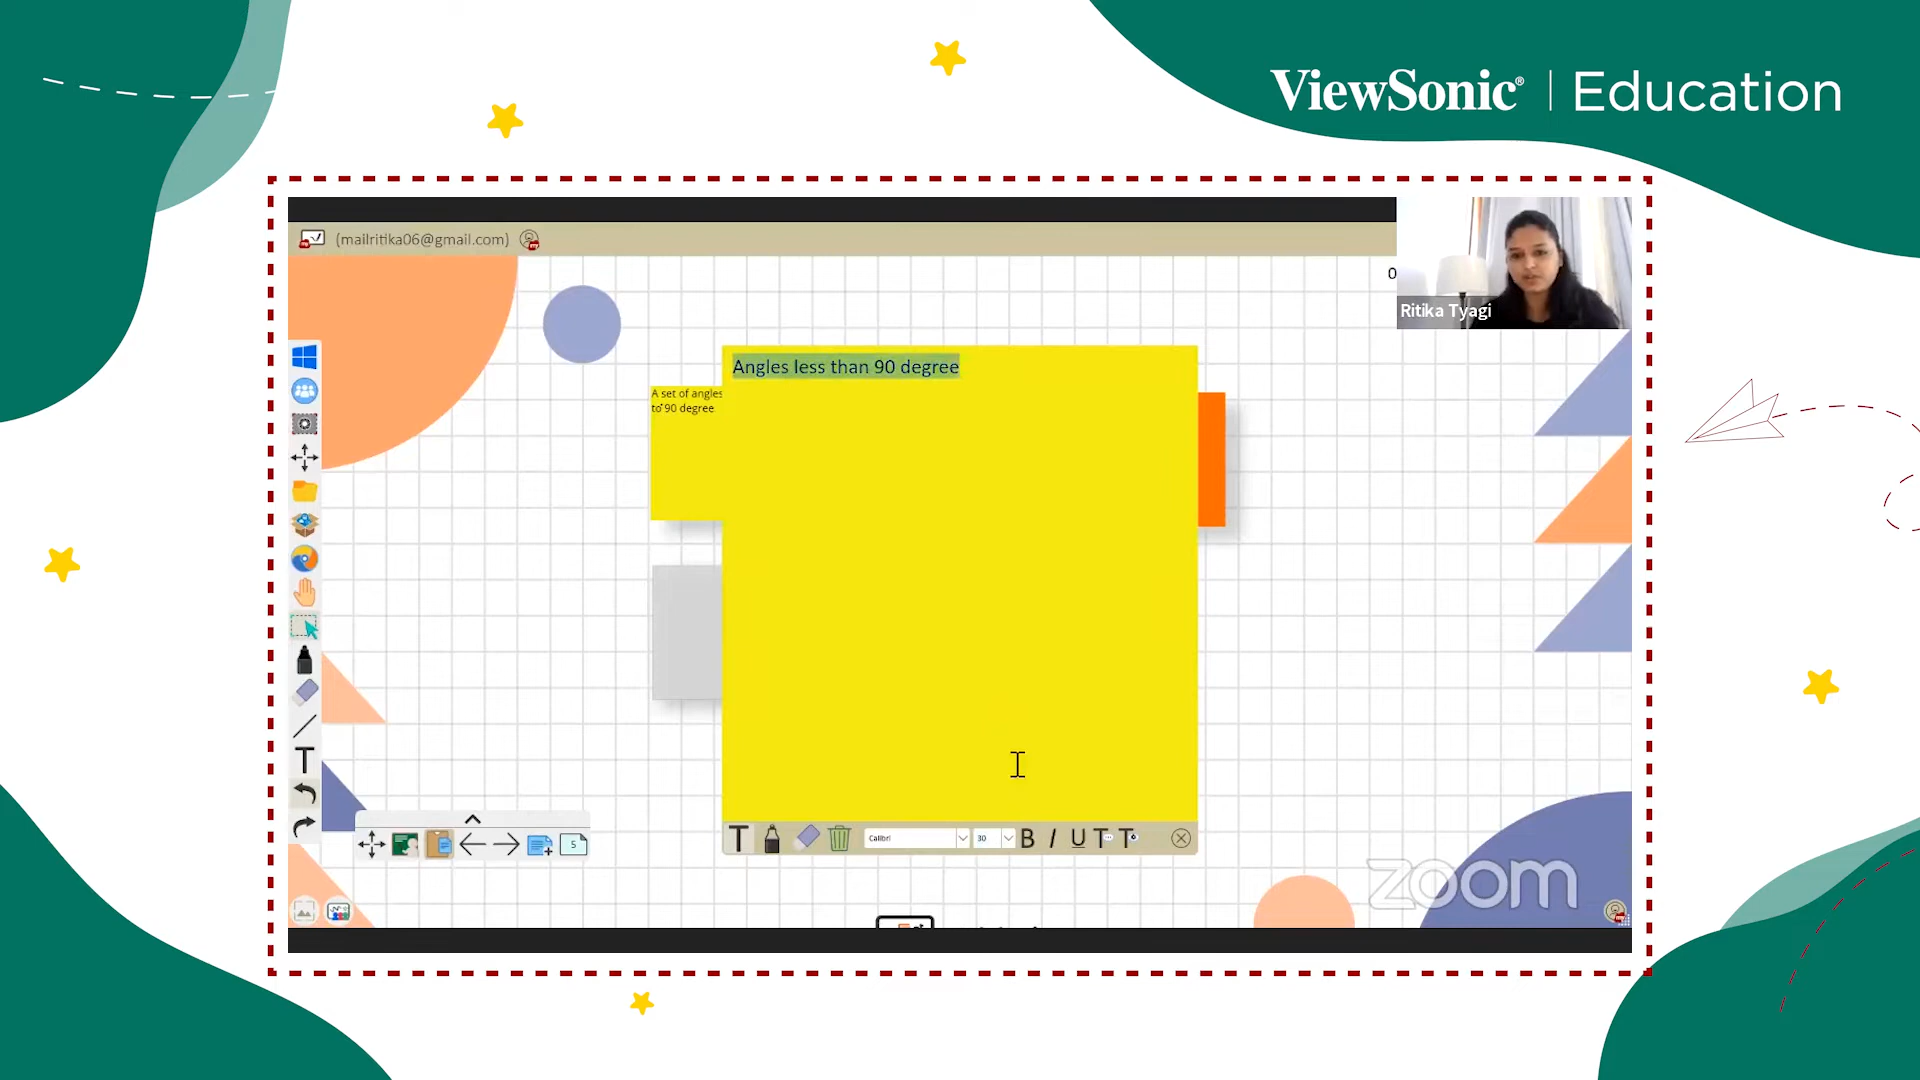 ViewSonic® | Education
(mailritika06@gmail.com)
0
Ritika Tyagi
Angles less than 90 degree
A set of angles
to 90 degree
Calibri
30
B I U T T
5
zoom